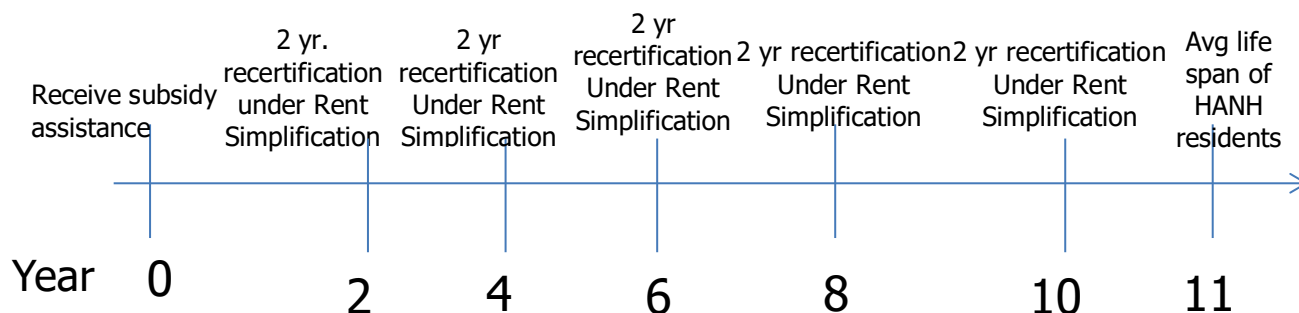 Receive subsidy
assistance
2 yr.
recertification
under Rent
Simplification
2 yr
recertification
Under Rent
Simplification
2 yr
recertification
Under Rent
Simplification
2 yr recertification
Under Rent
Simplification
2 yr recertification
Under Rent
Simplification
Avg life
span of
HANH
residents
Year 0 2 4 6 8 10 11